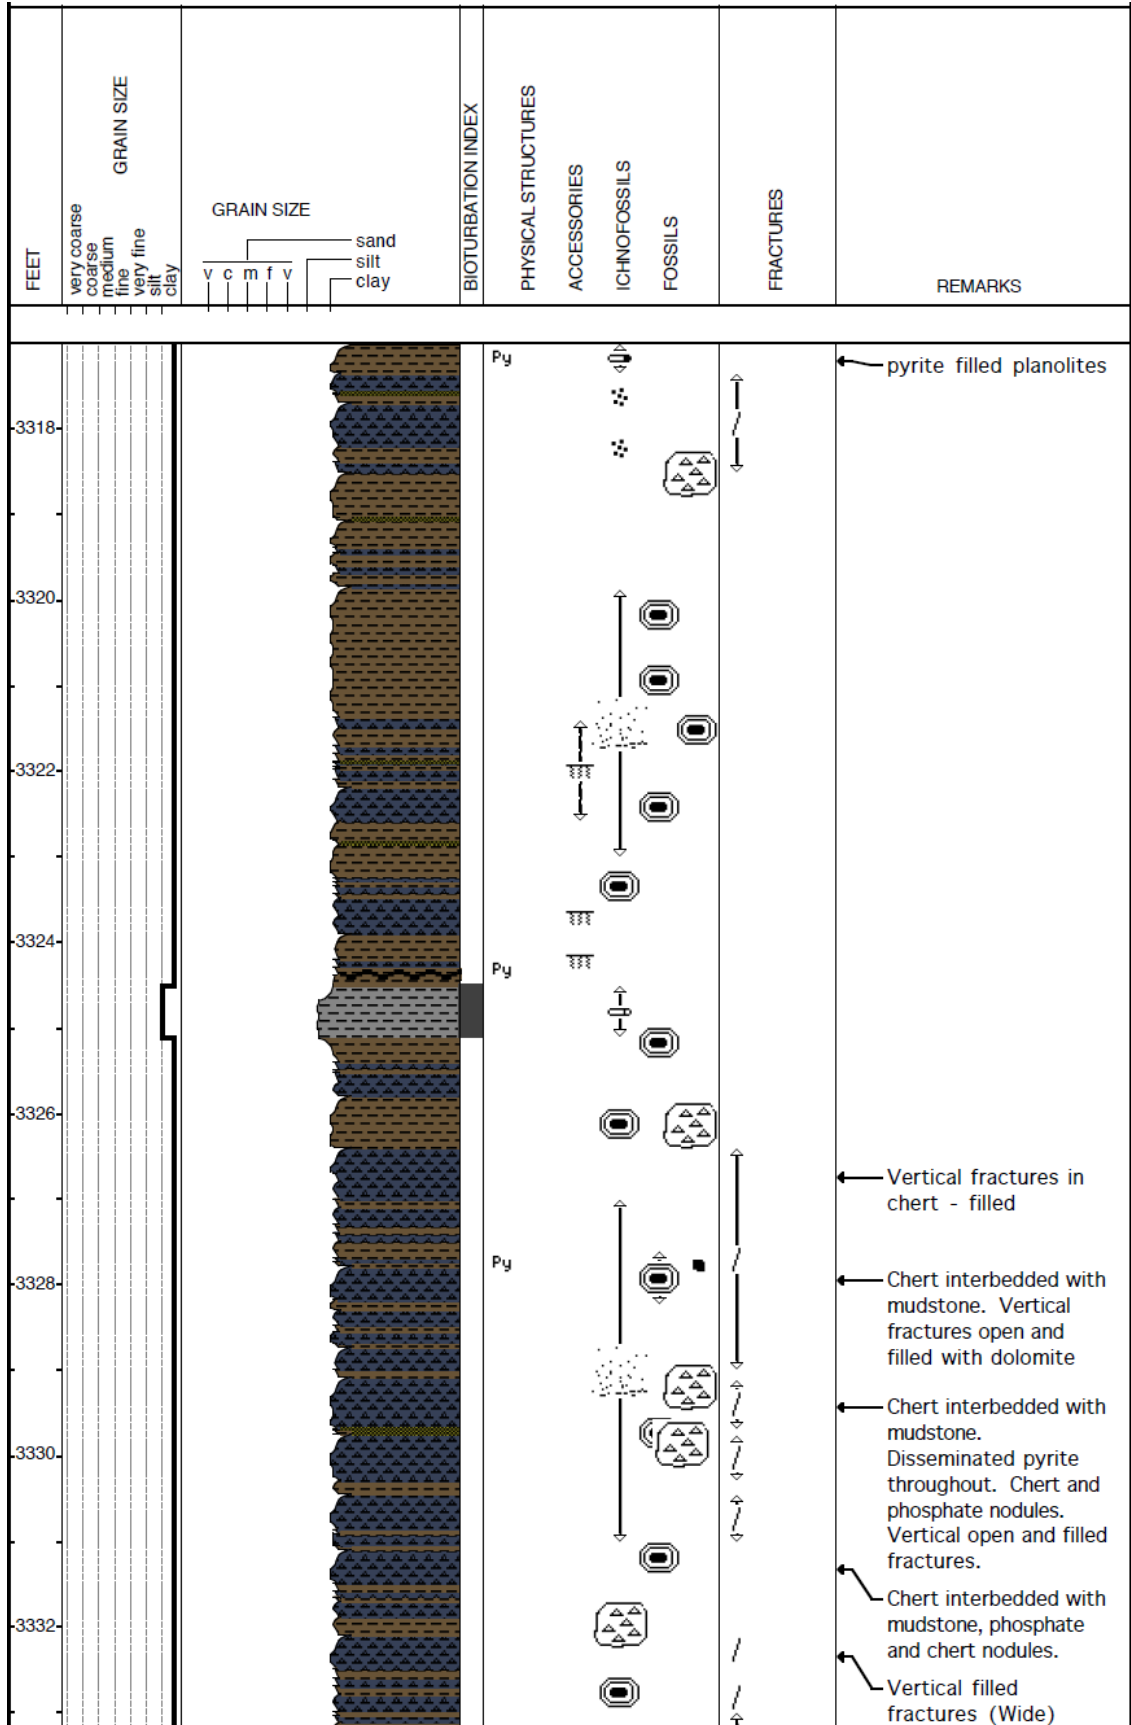 FEET
GRAIN SIZE
very coarse
coarse
medium
fine
very fine
silt
clay
GRAIN SIZE
sand
silt
clay
v c m f v
BIOTURBATION INDEX
PHYSICAL STRUCTURES
ACCESSORIES
ICHNOFOSSILS
FOSSILS
FRACTURES
REMARKS
Py
pyrite filled planolites
3318
3320
3322
3324
Py
3326
Vertical fractures in
chert - filled
Py
3328
Chert interbedded with
mudstone. Vertical
fractures open and
filled with dolomite
Chert interbedded with
mudstone.
Disseminated pyrite
throughout. Chert and
phosphate nodules.
Vertical open and filled
fractures.
3330
Chert interbedded with
mudstone, phosphate
and chert nodules.
3332
Vertical filled
fractures (Wide)